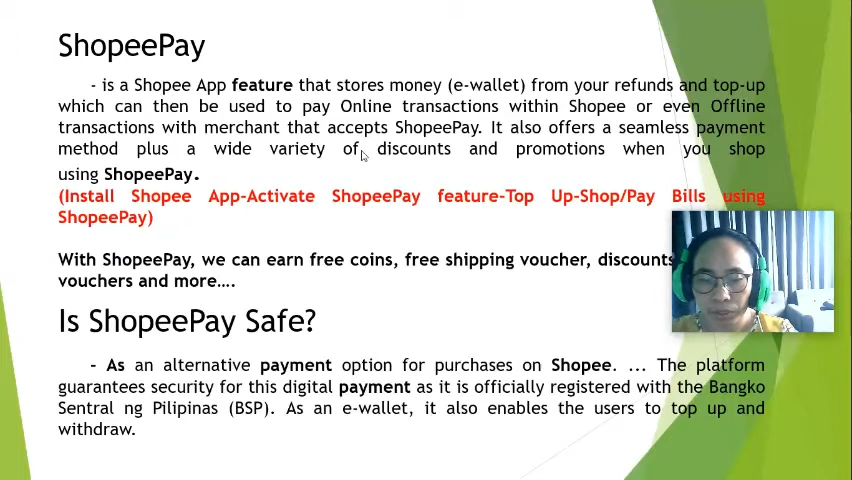 ShopeePay
- is a Shopee App feature that stores money (e-wallet) from your refunds and top-up
which can then be used to pay Online transactions within Shopee or even Offline
transactions with merchant that accepts ShopeePay. It also offers a seamless payment
method plus a wide variety of discounts and promotions when you shop
using ShopeePay.
(Install Shopee App-Activate ShopeePay feature-Top Up-Shop/Pay Bills using
ShopeePay)
With ShopeePay, we can earn free coins, free shipping voucher, discounts
vouchers and more….
Is ShopeePay Safe?
- As an alternative payment option for purchases on Shopee. ... The platform
guarantees security for this digital payment as it is officially registered with the Bangko
Sentral ng Pilipinas (BSP). As an e-wallet, it also enables the users to top up and
withdraw.